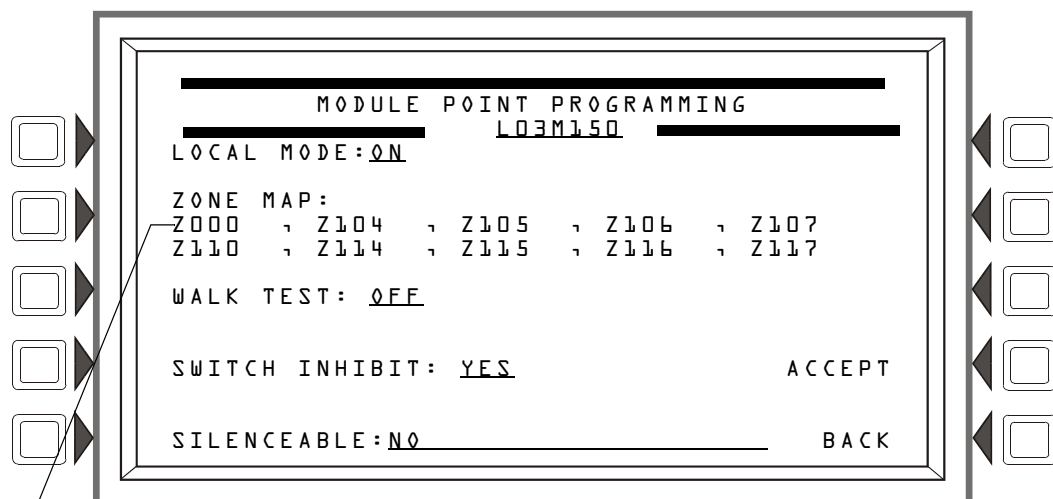 MODULE POINT PROGRAMMING
L03M150
LOCAL MODE:ON
ZONE MAP:
Z000 , Z104 , Z105 , Z106 , Z107
Z110 , Z114 , Z115 , Z116 , Z117
WALK TEST: OFF
SWITCH INHIBIT: YES ACCEPT
SILENCEABLE:NO BACK